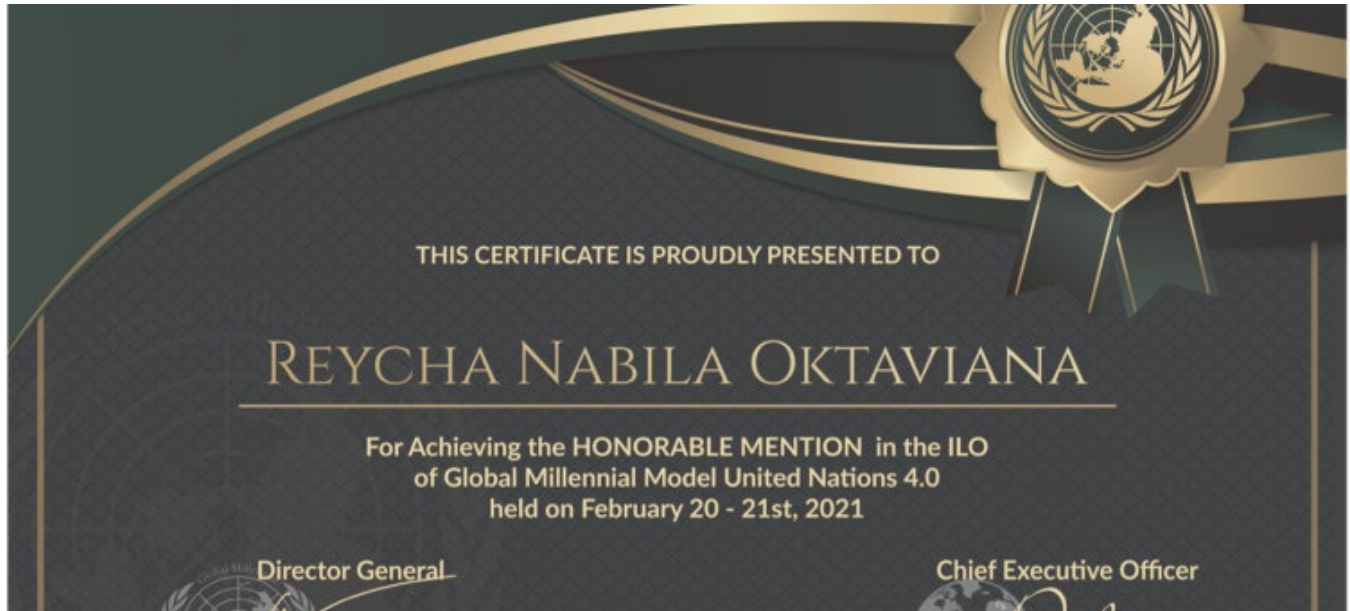 THIS CERTIFICATE IS PROUDLY PRESENTED TO
REYCHA NABILA OKTAVIANA
For Achieving the HONORABLE MENTION in the ILO
of Global Millennial Model United Nations 4.0
held on February 20 - 21st, 2021
Director General
Chief Executive Officer